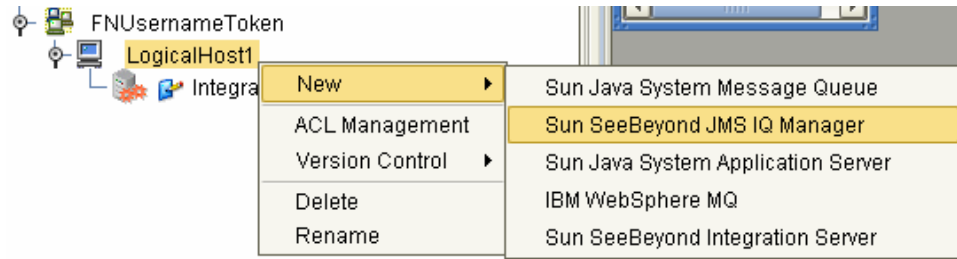 FNUsernameToken
LogicalHost1
Integra
New
ACL Management
Version Control
Delete
Rename
Sun Java System Message Queue
Sun SeeBeyond JMS IQ Manager
Sun Java System Application Server
IBM WebSphere MQ
Sun SeeBeyond Integration Server